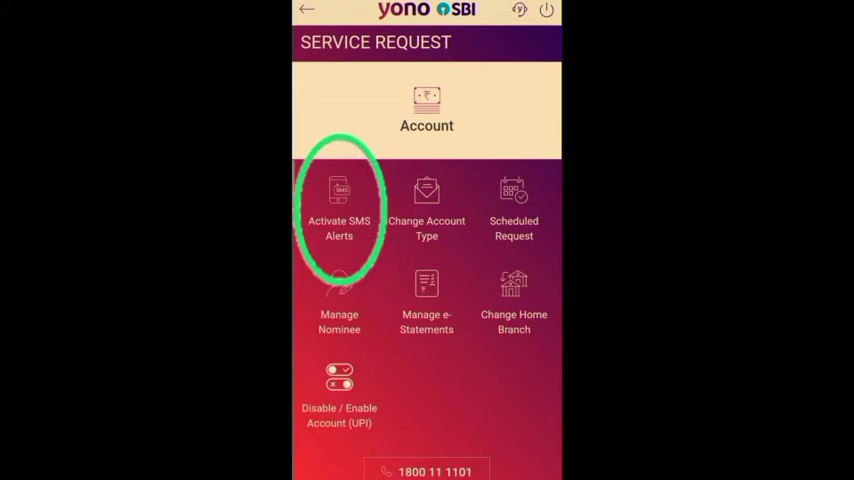 yono SBI
SERVICE REQUEST
₹
Account
SMS
Activate SMS
Alerts
Change Account
Type
Scheduled
Request
Manage
Nominee
Manage e-
Statements
Change Home
Branch
Disable / Enable
Account (UPI)
1800 11 1101